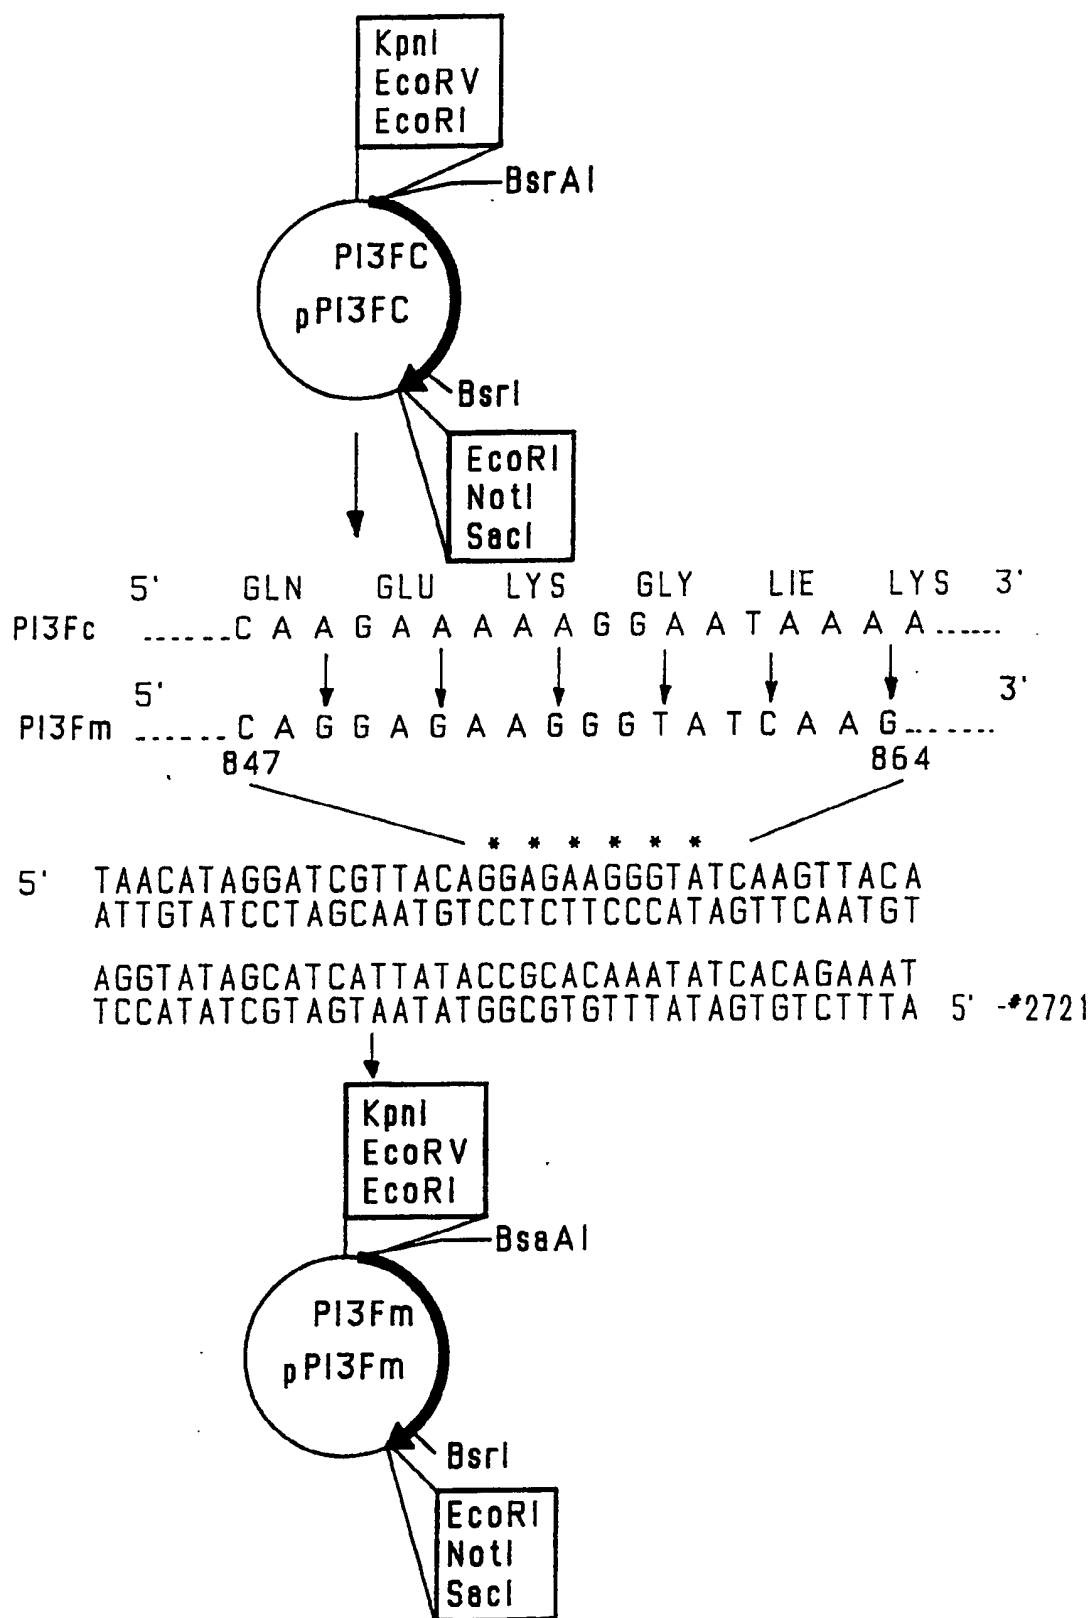 KpnI
EcoRV
EcoRI
BsrAI
PI3FC
pPI3FC
BsrI
EcoRI
NotI
SacI
5' GLN GLU LYS GLY LIE LYS 3'
PI3Fc ......C A A G A A A A A G G A A T A A A A......
5' 3'
PI3Fm ......C A G G A G A A G G G T A T C A A G......
847 864
* * * * * *
5' TAACATAGGATCGTTACAGGAGAAGGGTATCAAGTTACA
ATTGTATCCTAGCAATGTCCTCTTCCCATAGTTCAATGT
AGGTATAGCATCATTATACCGCACAAATATCACAGAAAT
TCCATATCGTAGTAATATGGCGTGTTTATAGTGTCTTTA 5' -#2721
KpnI
EcoRV
EcoRI
BsaAI
PI3Fm
pPI3Fm
BsrI
EcoRI
NotI
SacI